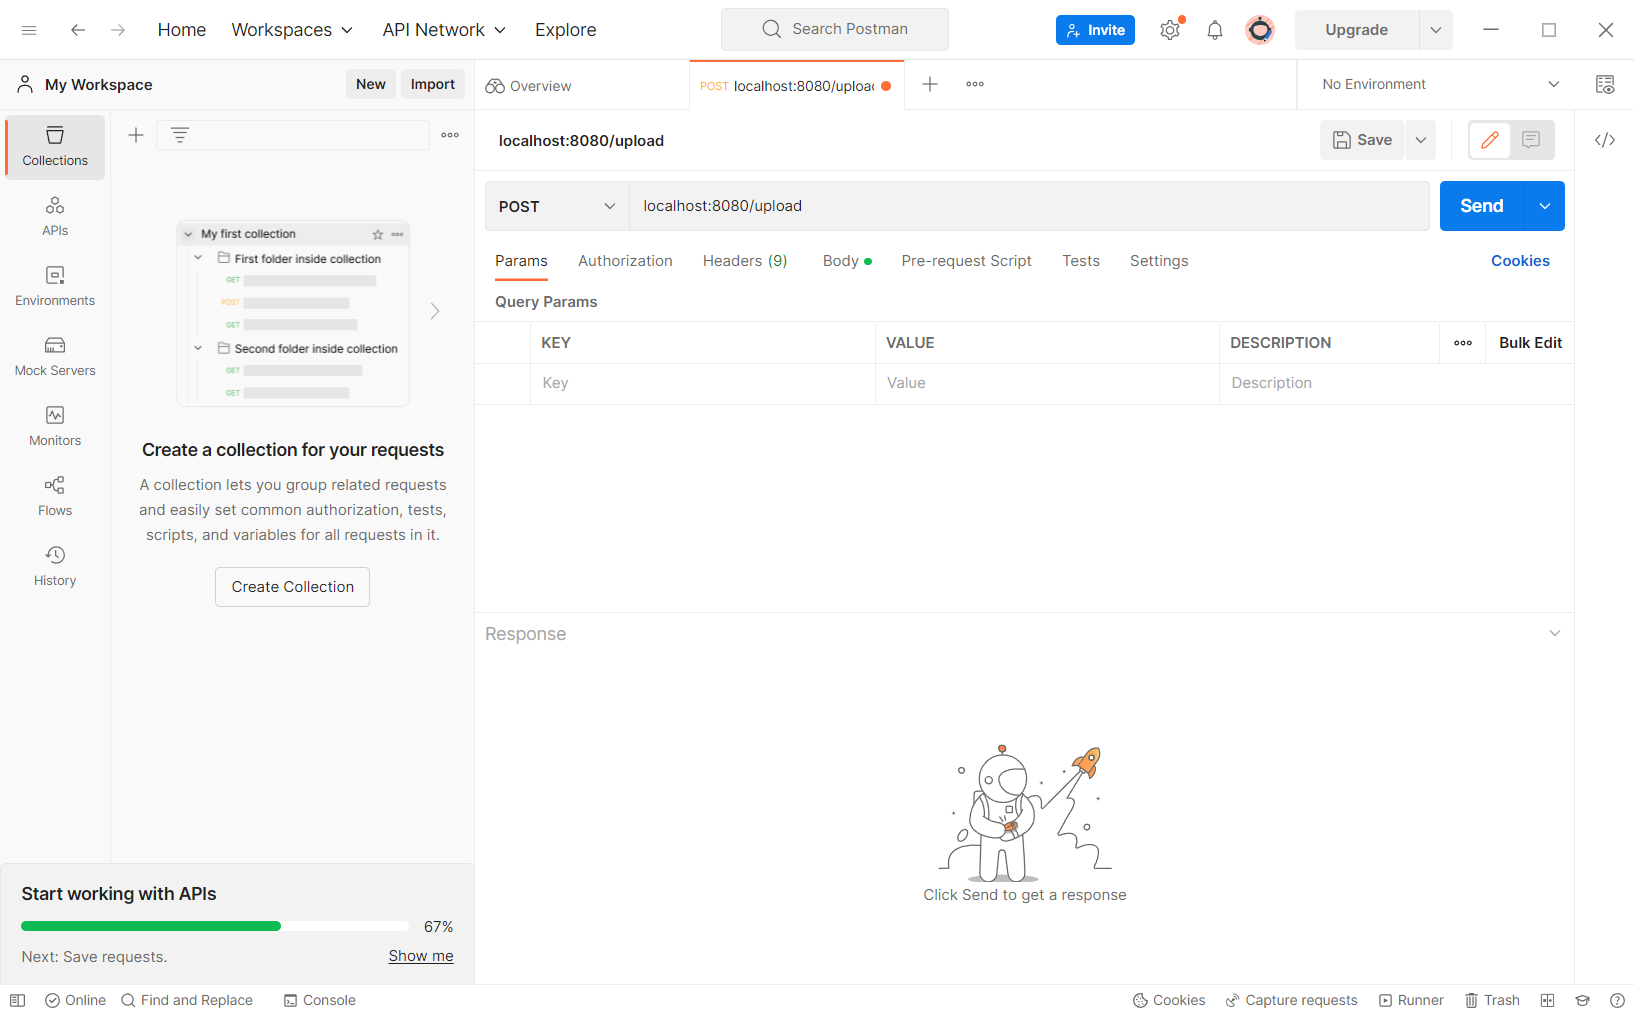 Home Workspaces API Network Explore Search Postman Invite Upgrade
My Workspace New Import Overview POST localhost:8080/upload No Environment
Collections
APIs
Environments
Mock Servers
Monitors
Flows
History
My first collection
First folder inside collection
GET
POST
GET
Second folder inside collection
GET
GET
Create a collection for your requests
A collection lets you group related requests
and easily set common authorization, tests,
scripts, and variables for all requests in it.
Create Collection
Start working with APIs
67%
Next: Save requests. Show me
localhost:8080/upload Save
POST localhost:8080/upload Send
Params Authorization Headers (9) Body Pre-request Script Tests Settings Cookies
Query Params
KEY VALUE DESCRIPTION Bulk Edit
Key Value Description
Response
Click Send to get a response
Online Find and Replace Console Cookies Capture requests Runner Trash